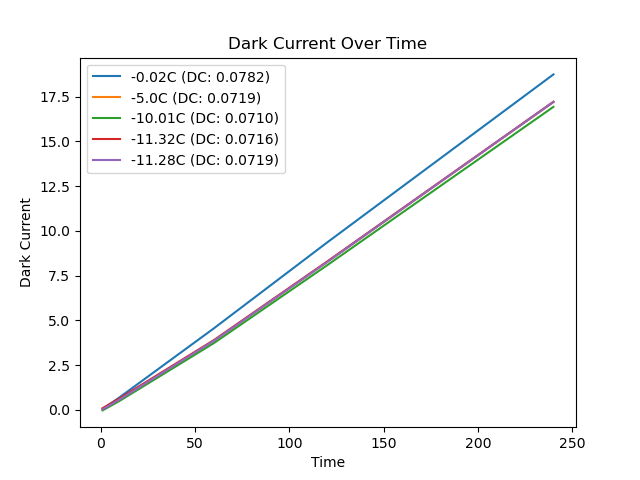 Dark Current Over Time
-0.02C (DC: 0.0782)
-5.0C (DC: 0.0719)
-10.01C (DC: 0.0710)
-11.32C (DC: 0.0716)
-11.28C (DC: 0.0719)
Dark Current
17.5
15.0
12.5
10.0
7.5
5.0
2.5
0.0
0 50 100 150 200 250
Time